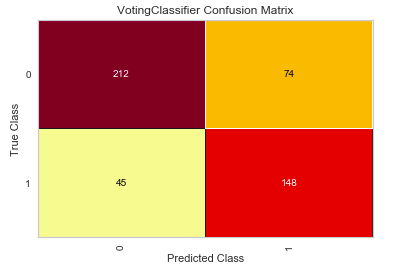 VotingClassifier Confusion Matrix
True Class
0
212
74
1
45
148
0
1
Predicted Class